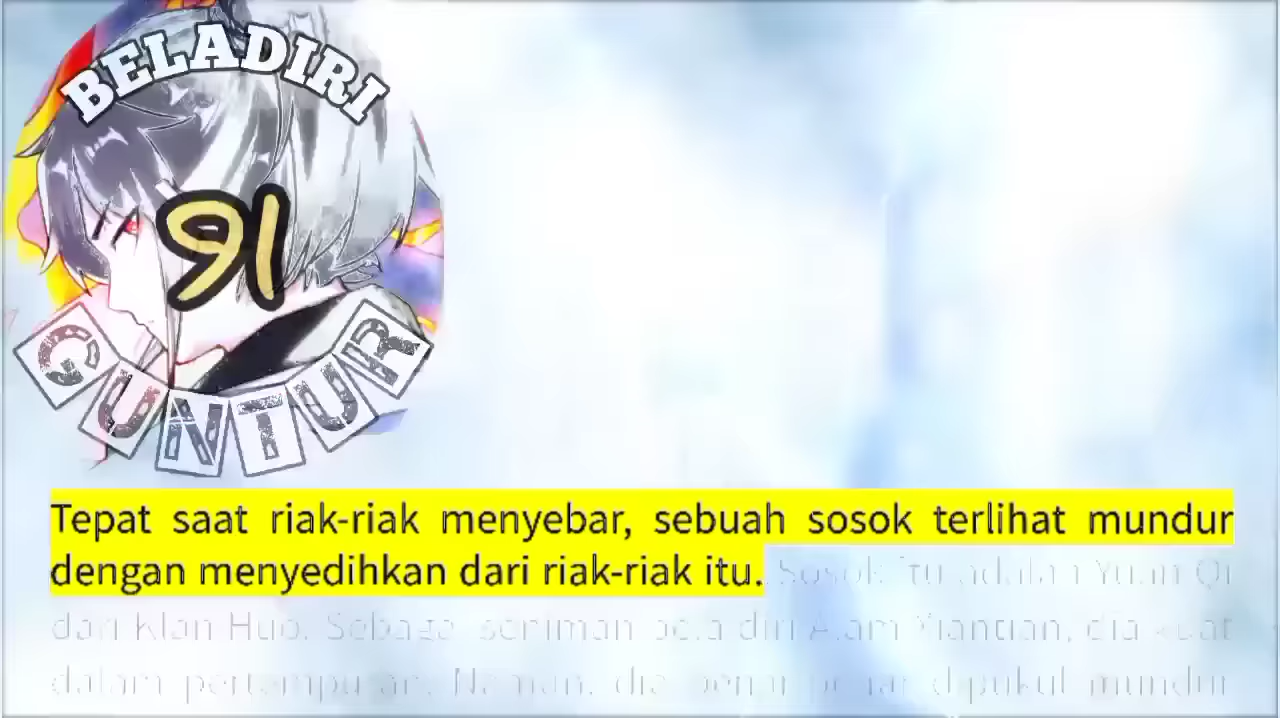 BELADIRI
91
GUNTUR
Tepat saat riak-riak menyebar, sebuah sosok terlihat mundur
dengan menyedihkan dari riak-riak itu. Sosok itu adalah Yuan Qi
dari Klan Huo. Sebagai seniman bela diri Alam Xiantian, dia kuat
dalam pertempuran. Namun, dia benar-benar dipukul mundur